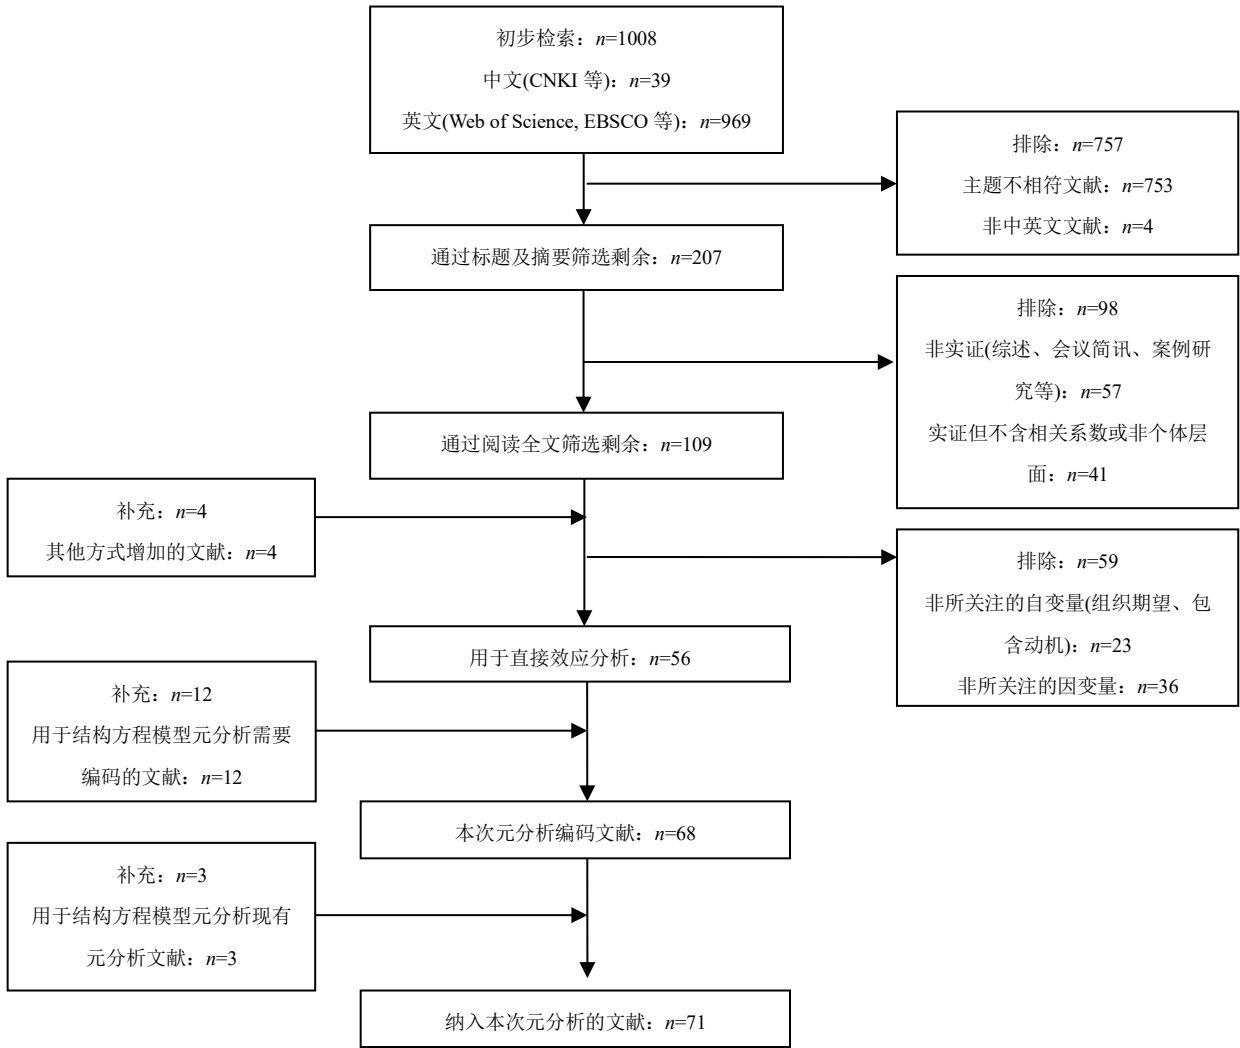 初步检索：n=1008
中文(CNKI 等)：n=39
英文(Web of Science, EBSCO 等)：n=969
排除：n=757
主题不相符文献：n=753
非中英文文献：n=4
通过标题及摘要筛选剩余：n=207
排除：n=98
非实证(综述、会议简讯、案例研
究等)：n=57
实证但不含相关系数或非个体层
面：n=41
通过阅读全文筛选剩余：n=109
补充：n=4
其他方式增加的文献：n=4
排除：n=59
非所关注的自变量(组织期望、包
含动机)：n=23
非所关注的因变量：n=36
用于直接效应分析：n=56
补充：n=12
用于结构方程模型元分析需要
编码的文献：n=12
本次元分析编码文献：n=68
补充：n=3
用于结构方程模型元分析现有
元分析文献：n=3
纳入本次元分析的文献：n=71